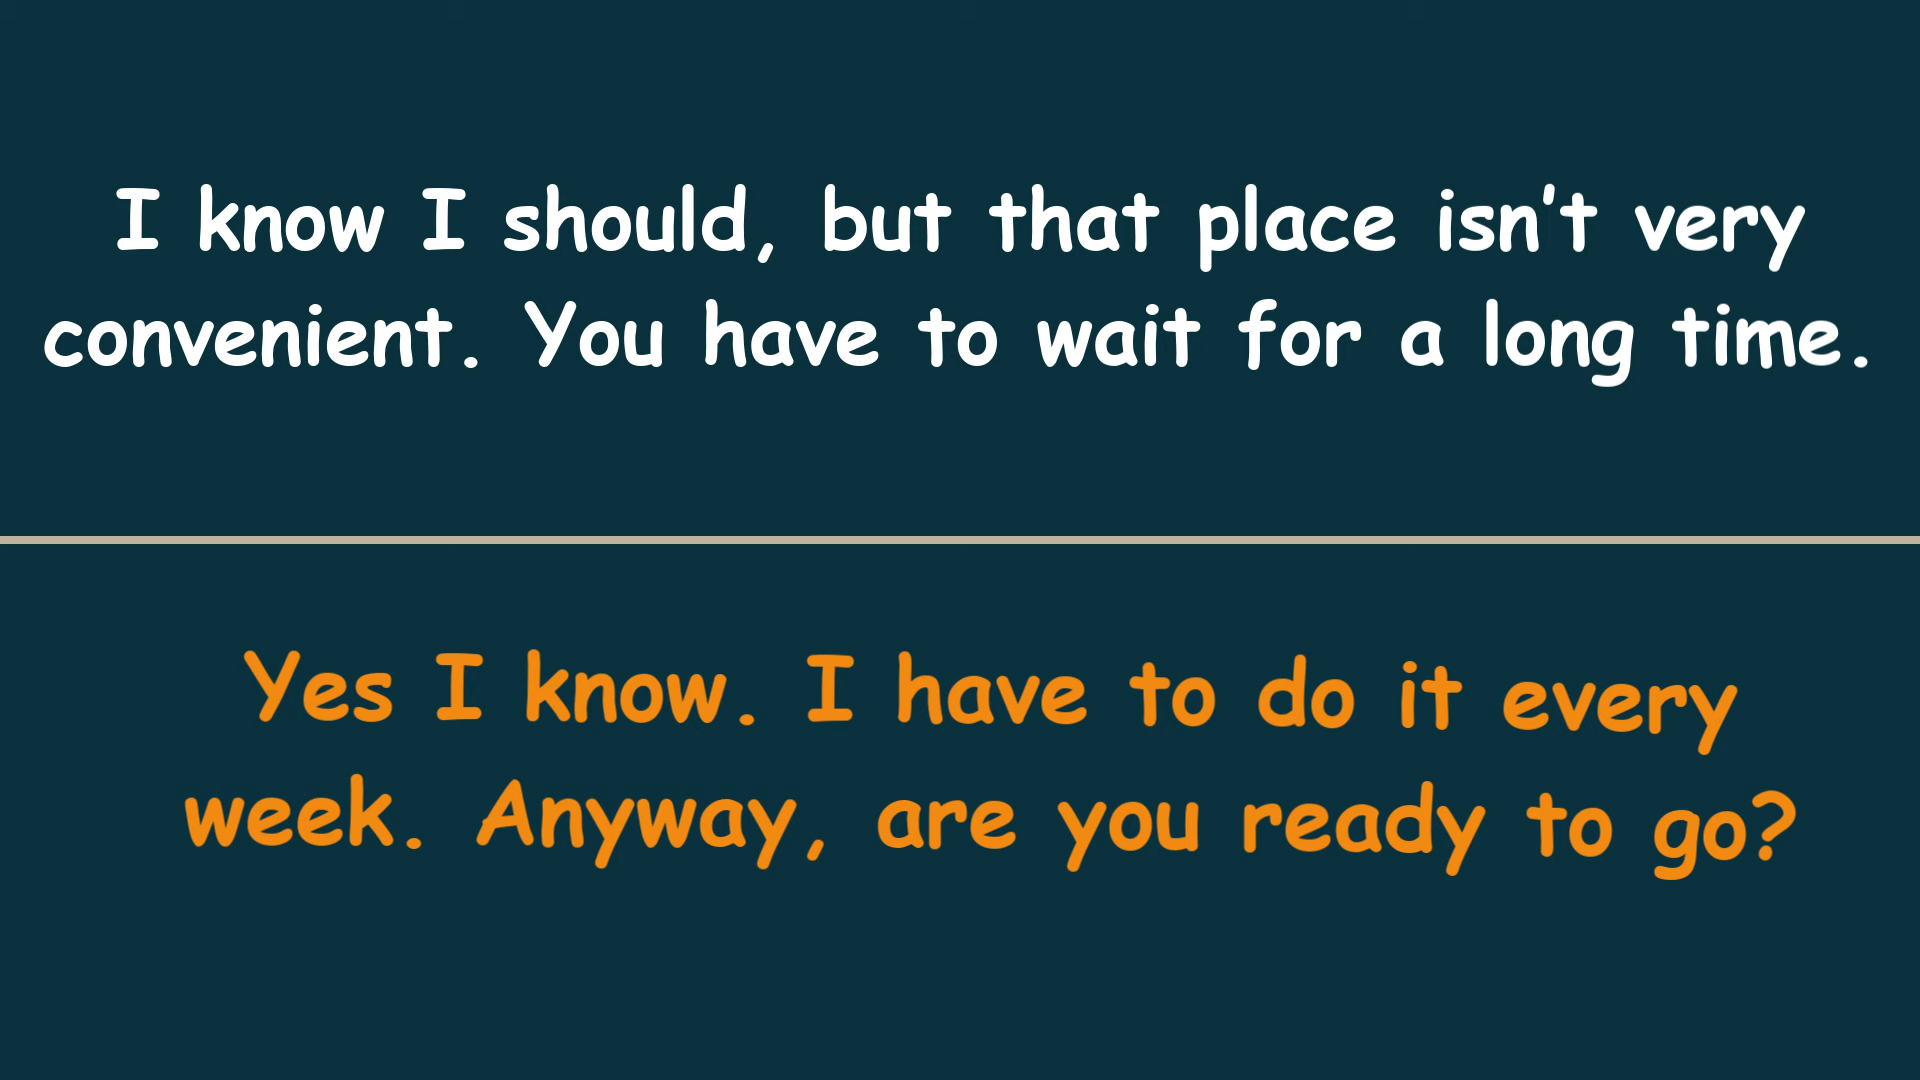 I know I should, but that place isn't very
convenient. You have to wait for a long time.
Yes I know. I have to do it every
week. Anyway, are you ready to go?